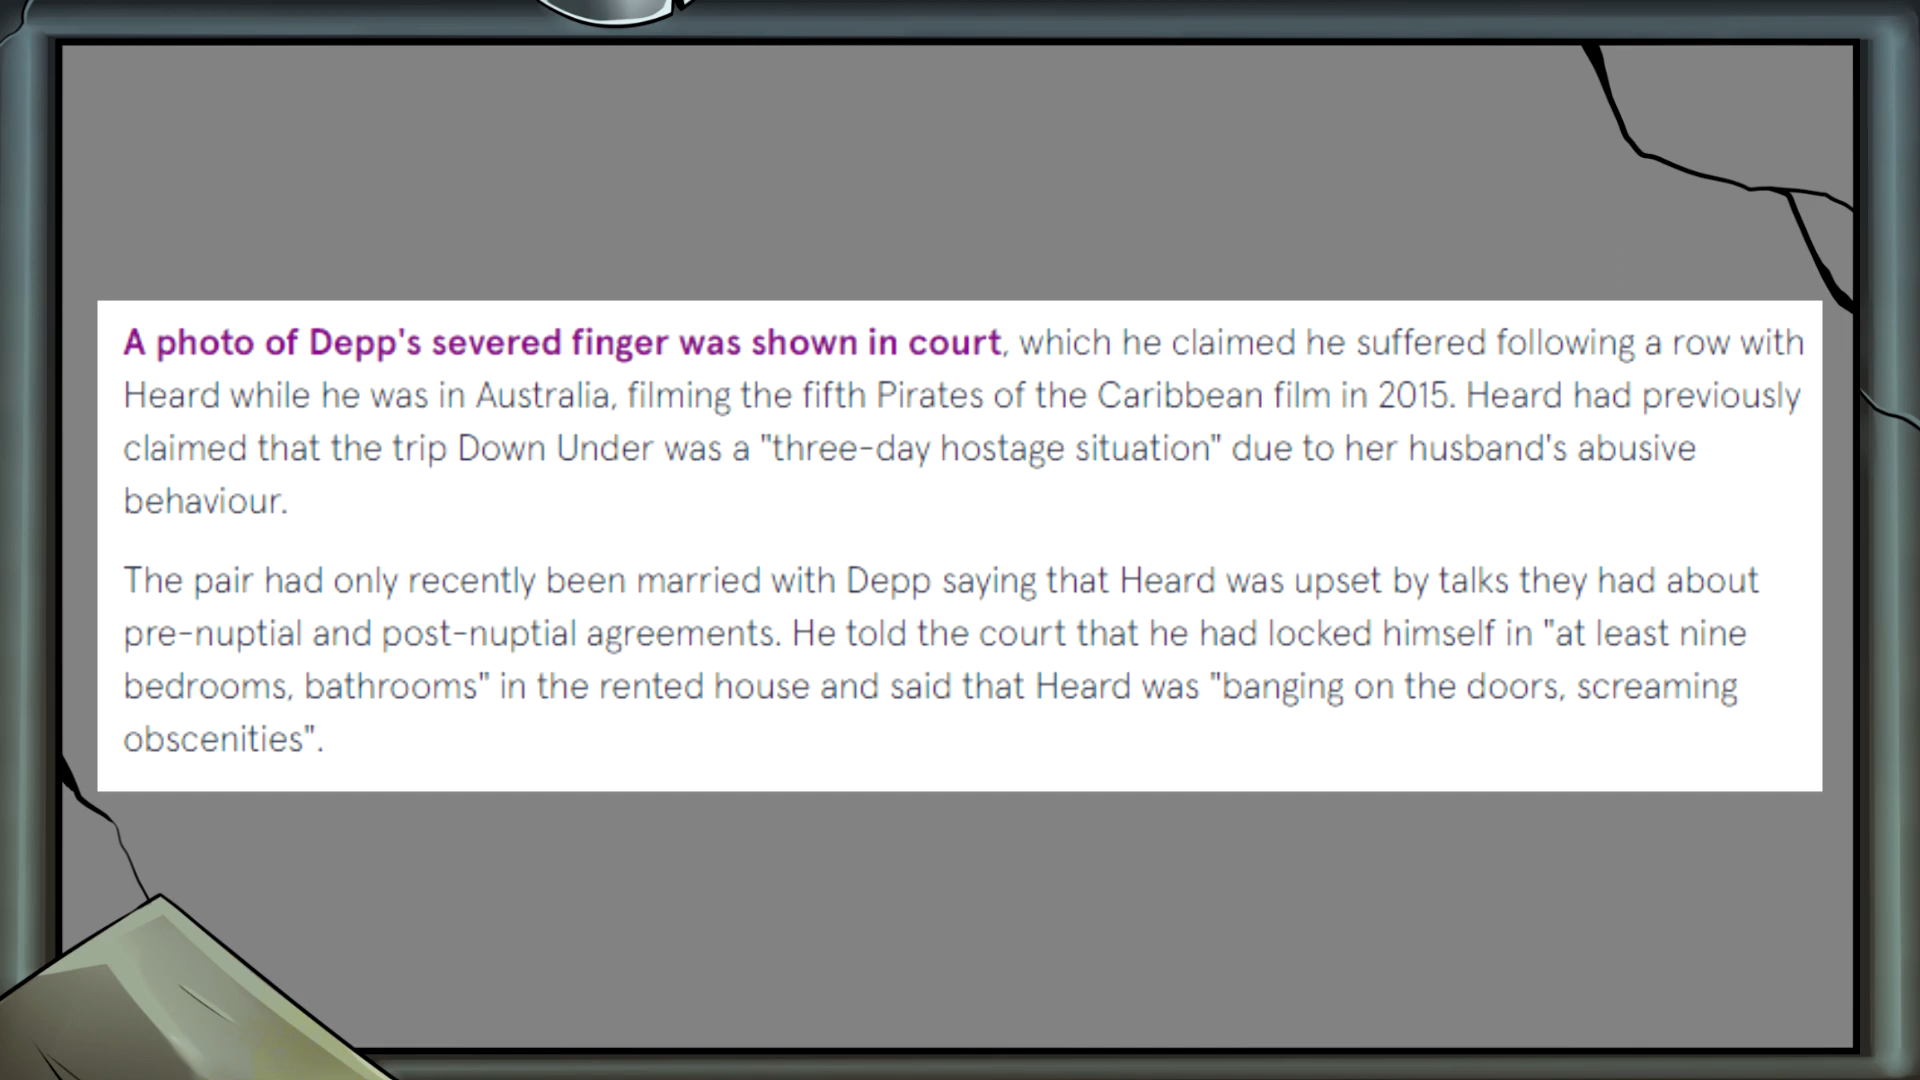 A photo of Depp's severed finger was shown in court, which he claimed he suffered following a row with
Heard while he was in Australia, filming the fifth Pirates of the Caribbean film in 2015. Heard had previously
claimed that the trip Down Under was a "three-day hostage situation" due to her husband's abusive
behaviour.
The pair had only recently been married with Depp saying that Heard was upset by talks they had about
pre-nuptial and post-nuptial agreements. He told the court that he had locked himself in "at least nine
bedrooms, bathrooms" in the rented house and said that Heard was "banging on the doors, screaming
obscenities".